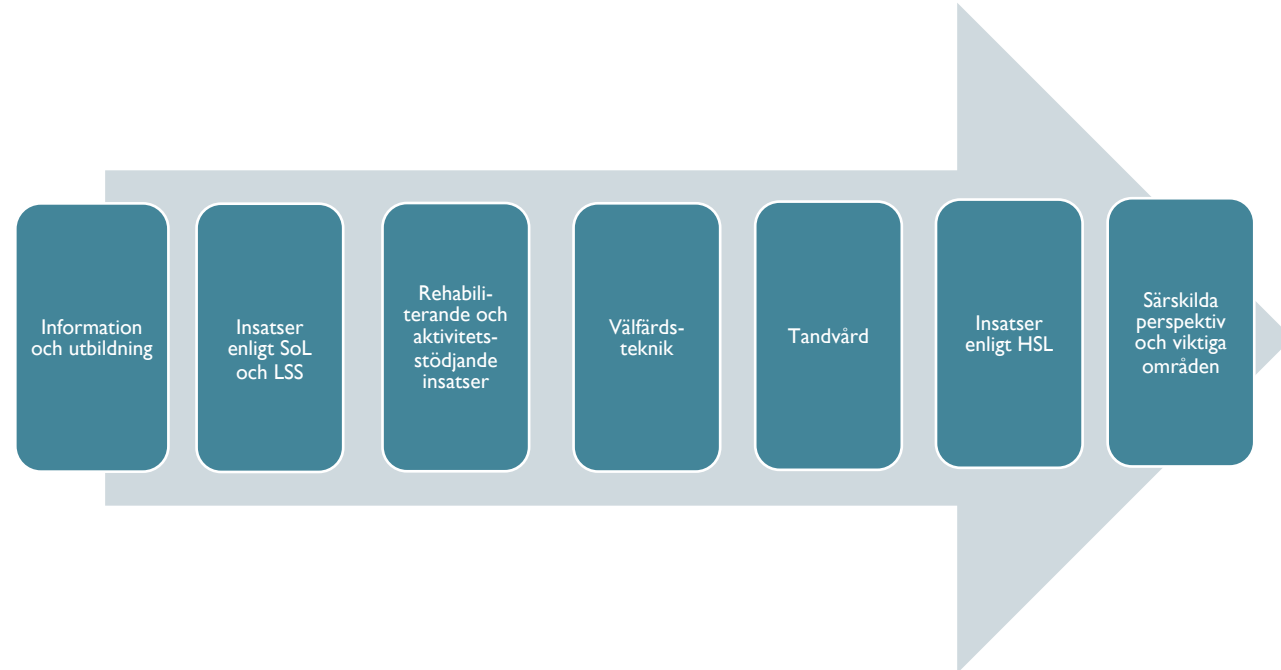 Information
och utbildning
Insatser
enligt SoL
och LSS
Rehabili-
terande och
aktivitets-
stödjande
insatser
Välfärds-
teknik
Tandvård
Insatser
enligt HSL
Särskilda
perspektiv
och viktiga
områden